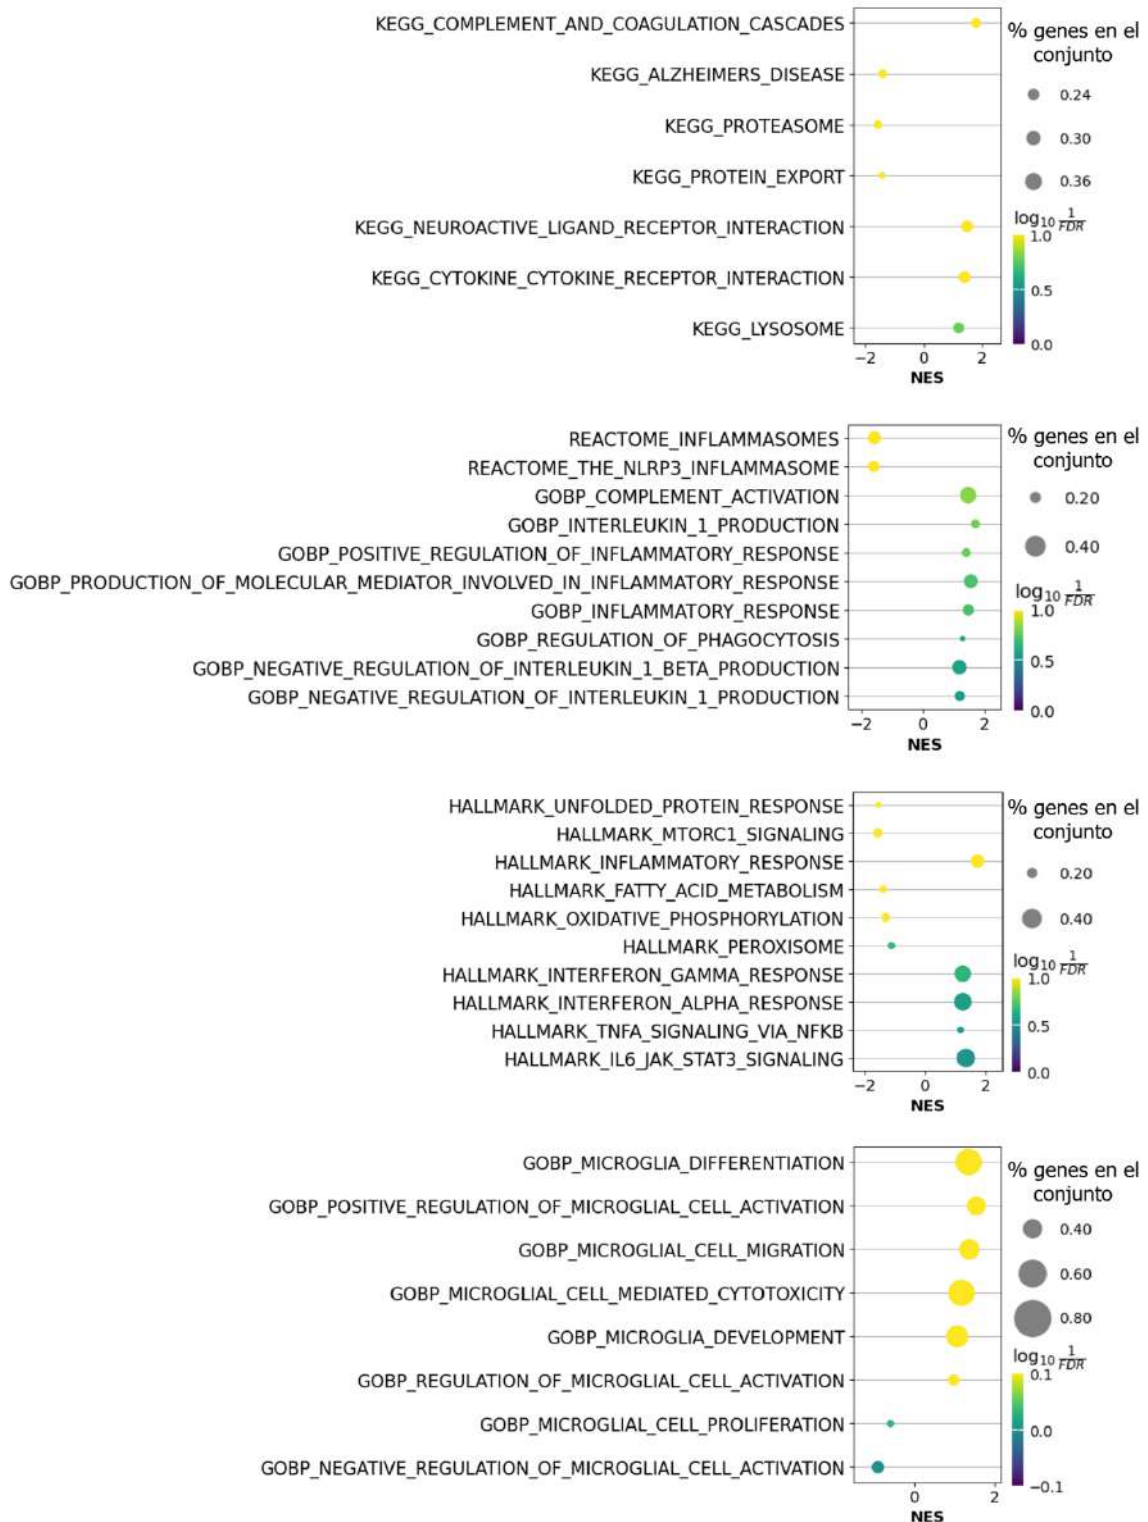 KEGG_COMPLEMENT_AND_COAGULATION_CASCADES
KEGG_ALZHEIMERS_DISEASE
KEGG_PROTEASOME
KEGG_PROTEIN_EXPORT
KEGG_NEUROACTIVE_LIGAND_RECEPTOR_INTERACTION
KEGG_CYTOKINE_CYTOKINE_RECEPTOR_INTERACTION
KEGG_LYSOSOME
−2 0 2
NES
% genes en el
conjunto
0.24
0.30
0.36
log10 1/FDR
1.0
0.5
0.0
REACTOME_INFLAMMASOMES
REACTOME_THE_NLRP3_INFLAMMASOME
GOBP_COMPLEMENT_ACTIVATION
GOBP_INTERLEUKIN_1_PRODUCTION
GOBP_POSITIVE_REGULATION_OF_INFLAMMATORY_RESPONSE
GOBP_PRODUCTION_OF_MOLECULAR_MEDIATOR_INVOLVED_IN_INFLAMMATORY_RESPONSE
GOBP_INFLAMMATORY_RESPONSE
GOBP_REGULATION_OF_PHAGOCYTOSIS
GOBP_NEGATIVE_REGULATION_OF_INTERLEUKIN_1_BETA_PRODUCTION
GOBP_NEGATIVE_REGULATION_OF_INTERLEUKIN_1_PRODUCTION
−2 0 2
NES
% genes en el
conjunto
0.20
0.40
log10 1/FDR
1.0
0.5
0.0
HALLMARK_UNFOLDED_PROTEIN_RESPONSE
HALLMARK_MTORC1_SIGNALING
HALLMARK_INFLAMMATORY_RESPONSE
HALLMARK_FATTY_ACID_METABOLISM
HALLMARK_OXIDATIVE_PHOSPHORYLATION
HALLMARK_PEROXISOME
HALLMARK_INTERFERON_GAMMA_RESPONSE
HALLMARK_INTERFERON_ALPHA_RESPONSE
HALLMARK_TNFA_SIGNALING_VIA_NFKB
HALLMARK_IL6_JAK_STAT3_SIGNALING
−2 0 2
NES
% genes en el
conjunto
0.20
0.40
log10 1/FDR
1.0
0.5
0.0
GOBP_MICROGLIA_DIFFERENTIATION
GOBP_POSITIVE_REGULATION_OF_MICROGLIAL_CELL_ACTIVATION
GOBP_MICROGLIAL_CELL_MIGRATION
GOBP_MICROGLIAL_CELL_MEDIATED_CYTOTOXICITY
GOBP_MICROGLIA_DEVELOPMENT
GOBP_REGULATION_OF_MICROGLIAL_CELL_ACTIVATION
GOBP_MICROGLIAL_CELL_PROLIFERATION
GOBP_NEGATIVE_REGULATION_OF_MICROGLIAL_CELL_ACTIVATION
0 2
NES
% genes en el
conjunto
0.40
0.60
0.80
log10 1/FDR
0.1
0.0
−0.1